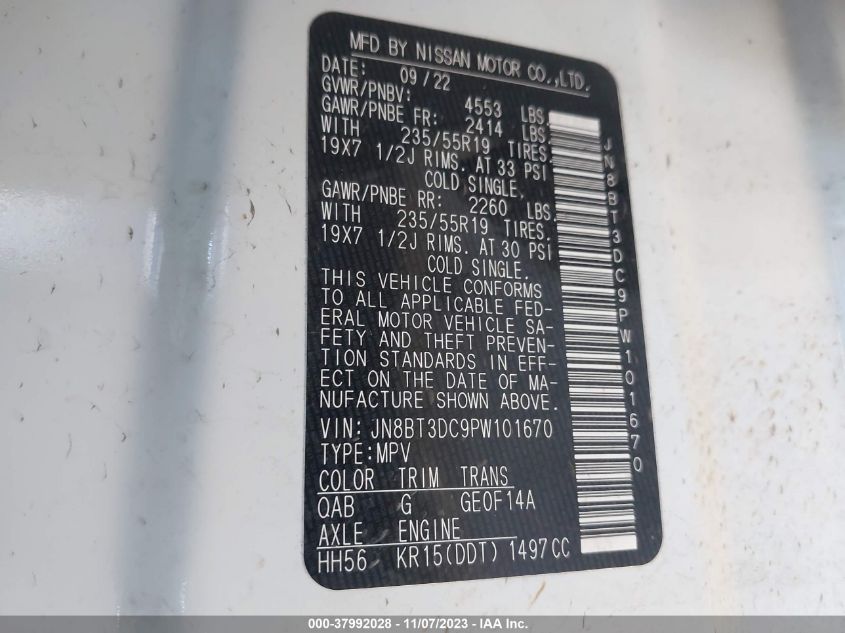 MFD BY NISSAN MOTOR CO.,LTD.
DATE: 09/22
GVWR/PNBV: 4553 LBS.
GAWR/PNBE FR: 2414 LBS.
WITH 235/55R19 TIRES.
19X7 1/2J RIMS. AT 33 PSI
COLD SINGLE.
GAWR/PNBE RR: 2260 LBS.
WITH 235/55R19 TIRES.
19X7 1/2J RIMS. AT 30 PSI
COLD SINGLE.
THIS VEHICLE CONFORMS
TO ALL APPLICABLE FED-
ERAL MOTOR VEHICLE SA-
FETY AND THEFT PREVEN-
TION STANDARDS IN EFF-
ECT ON THE DATE OF MA-
NUFACTURE SHOWN ABOVE.
VIN: JN8BT3DC9PW101670
TYPE:MPV
COLOR TRIM TRANS
QAB G GE0F14A
AXLE ENGINE
HH56 KR15(DDT) 1497CC
JN8BT3DC9PW101670
000-37992028 - 11/07/2023 - IAAI.COM